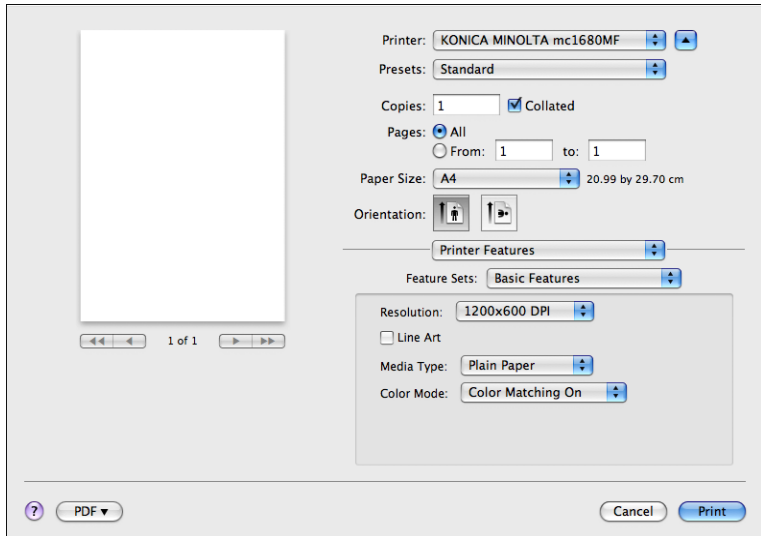 Printer: KONICA MINOLTA mc1680MF
Presets: Standard
Copies: 1 Collated
Pages: All
From: 1 to: 1
Paper Size: A4 20.99 by 29.70 cm
Orientation:
Printer Features
Feature Sets: Basic Features
Resolution: 1200x600 DPI
Line Art
Media Type: Plain Paper
Color Mode: Color Matching On
1 of 1
? PDF ▼ Cancel Print